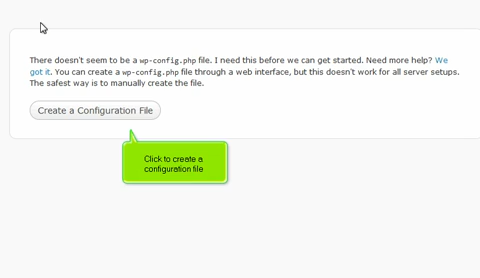 There doesn't seem to be a wp-config.php file. I need this before we can get started. Need more help? We
got it. You can create a wp-config.php file through a web interface, but this doesn't work for all server setups.
The safest way is to manually create the file.
Create a Configuration File
Click to create a
configuration file